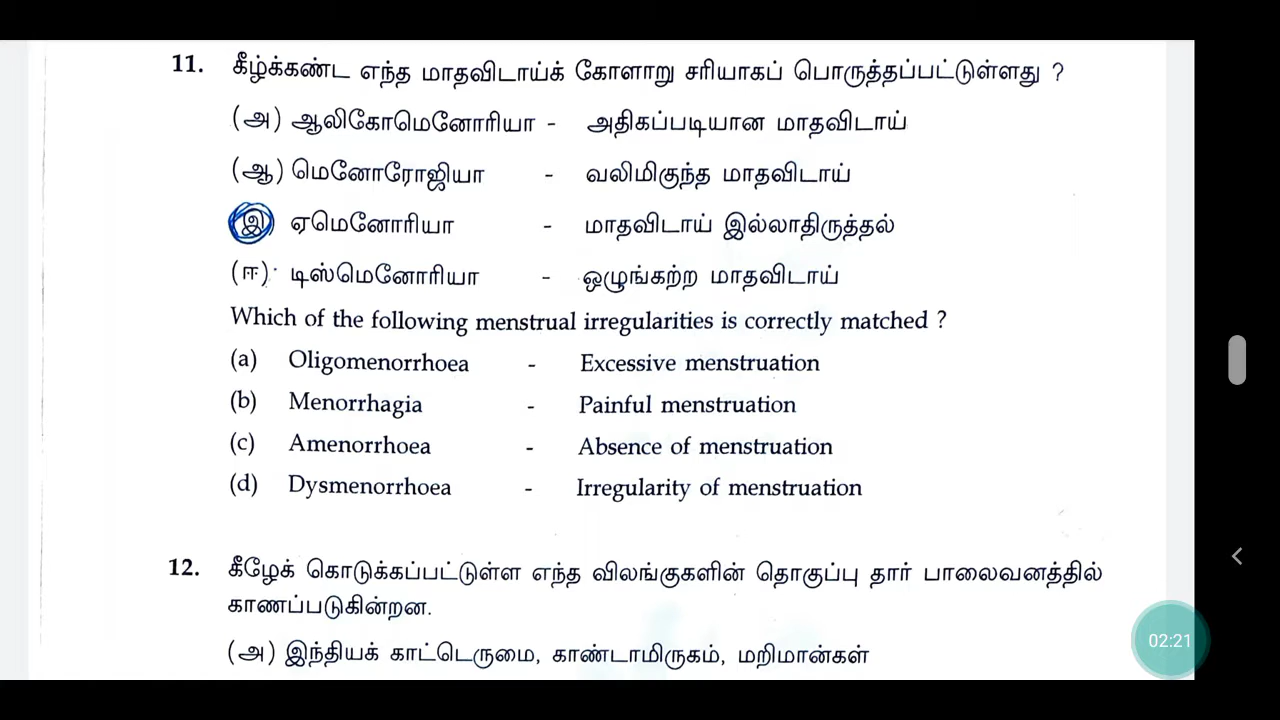 11. கீழ்க்கண்ட எந்த மாதவிடாய்க் கோளாறு சரியாகப் பொருத்தப்பட்டுள்ளது ?
(அ) ஆலிகோமெனோரியா - அதிகப்படியான மாதவிடாய்
(ஆ) மெனோரோஜியா - வலிமிகுந்த மாதவிடாய்
(இ) ஏமெனோரியா - மாதவிடாய் இல்லாதிருத்தல்
(ஈ) டிஸ்மெனோரியா - ஒழுங்கற்ற மாதவிடாய்
Which of the following menstrual irregularities is correctly matched ?
(a) Oligomenorrhoea - Excessive menstruation
(b) Menorrhagia - Painful menstruation
(c) Amenorrhoea - Absence of menstruation
(d) Dysmenorrhoea - Irregularity of menstruation
12. கீழேக் கொடுக்கப்பட்டுள்ள எந்த விலங்குகளின் தொகுப்பு தார் பாலைவனத்தில்
காணப்படுகின்றன.
02:21
(அ) இந்தியக் காட்டெருமை, காண்டாமிருகம், மறிமான்கள்